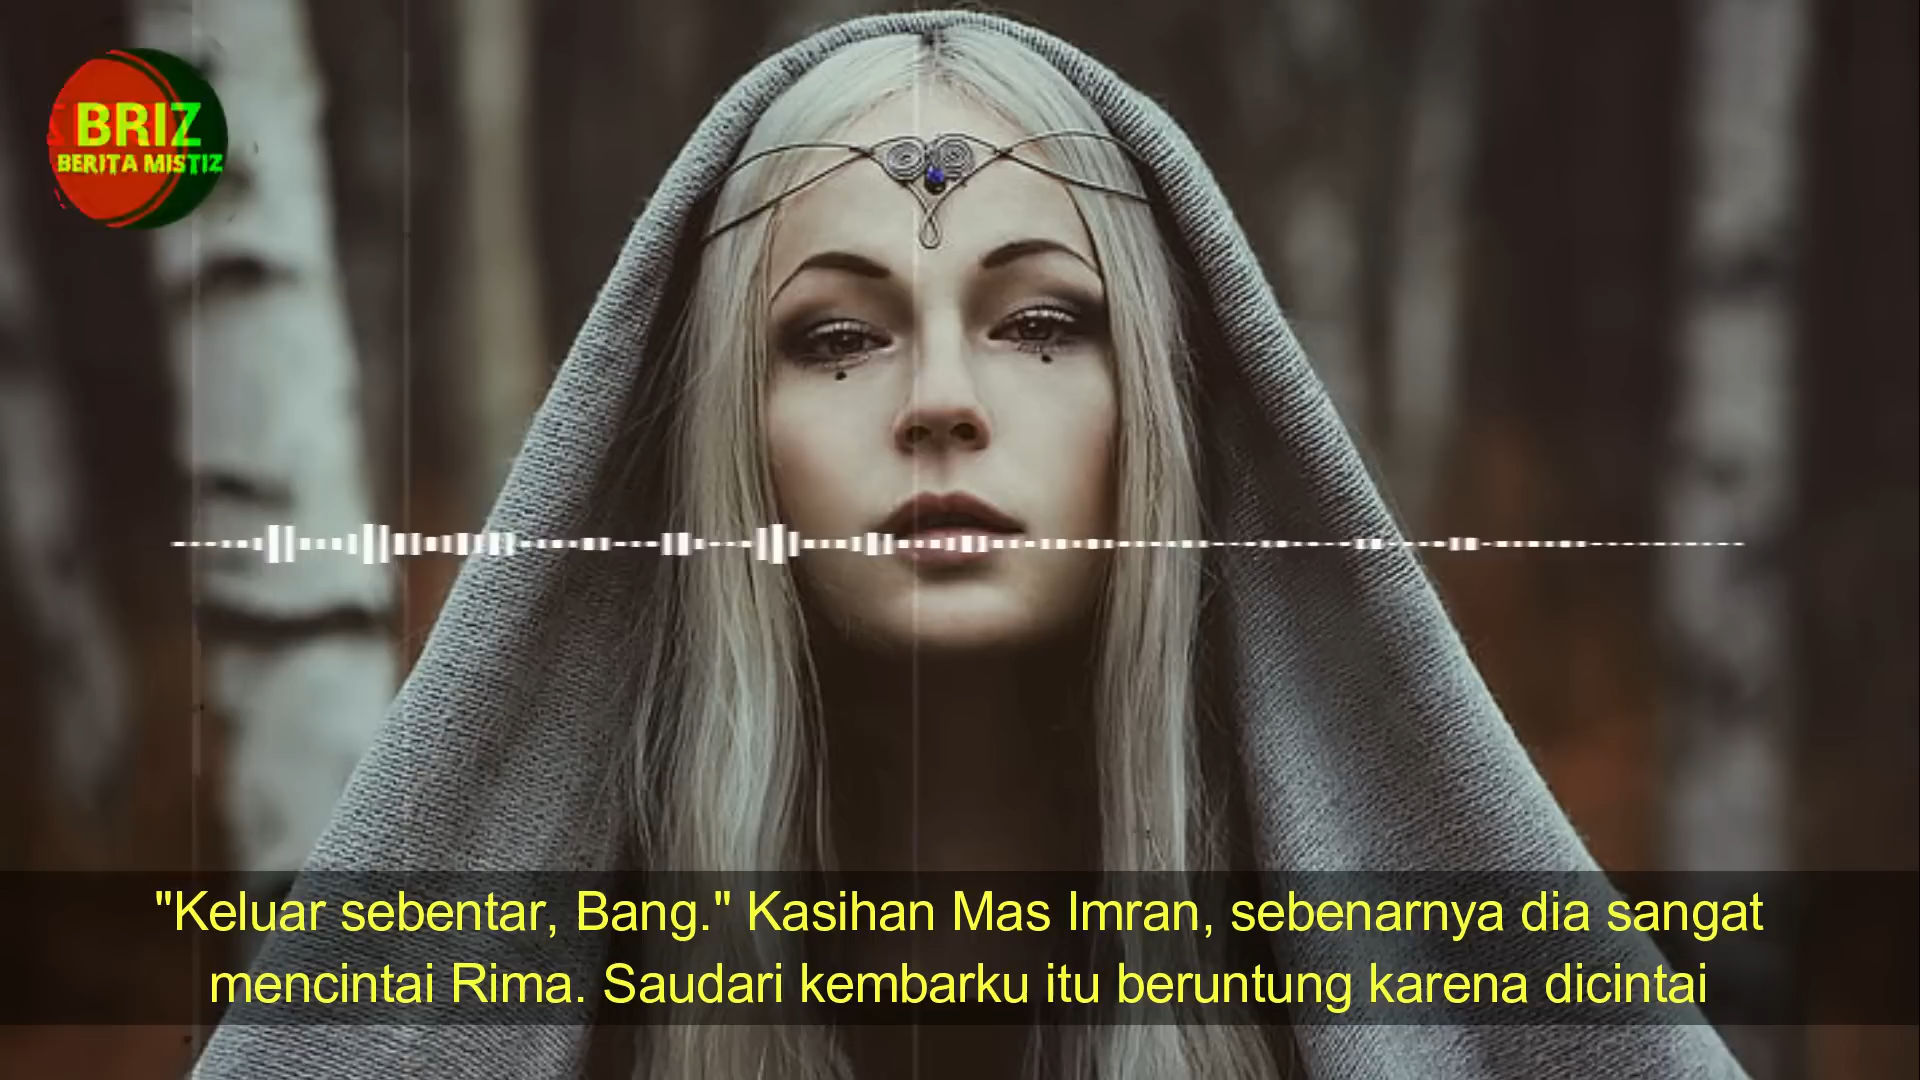 BRIZ
BERITA MISTIZ
"Keluar sebentar, Bang." Kasihan Mas Imran, sebenarnya dia sangat
mencintai Rima. Saudari kembarku itu beruntung karena dicintai